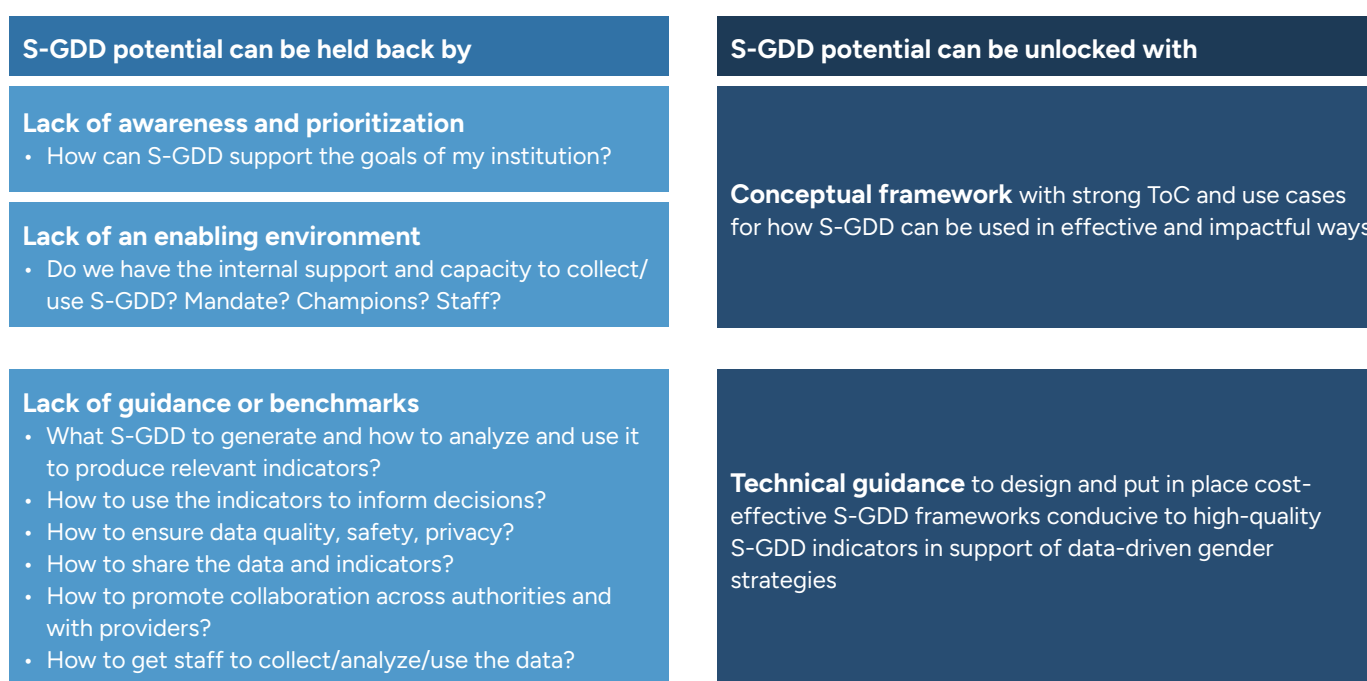 S-GDD potential can be held back by
Lack of awareness and prioritization
• How can S-GDD support the goals of my institution?
Lack of an enabling environment
• Do we have the internal support and capacity to collect/
use S-GDD? Mandate? Champions? Staff?
Lack of guidance or benchmarks
• What S-GDD to generate and how to analyze and use it
to produce relevant indicators?
• How to use the indicators to inform decisions?
• How to ensure data quality, safety, privacy?
• How to share the data and indicators?
• How to promote collaboration across authorities and
with providers?
• How to get staff to collect/analyze/use the data?
S-GDD potential can be unlocked with
Conceptual framework with strong ToC and use cases
for how S-GDD can be used in effective and impactful ways
Technical guidance to design and put in place cost-
effective S-GDD frameworks conducive to high-quality
S-GDD indicators in support of data-driven gender
strategies